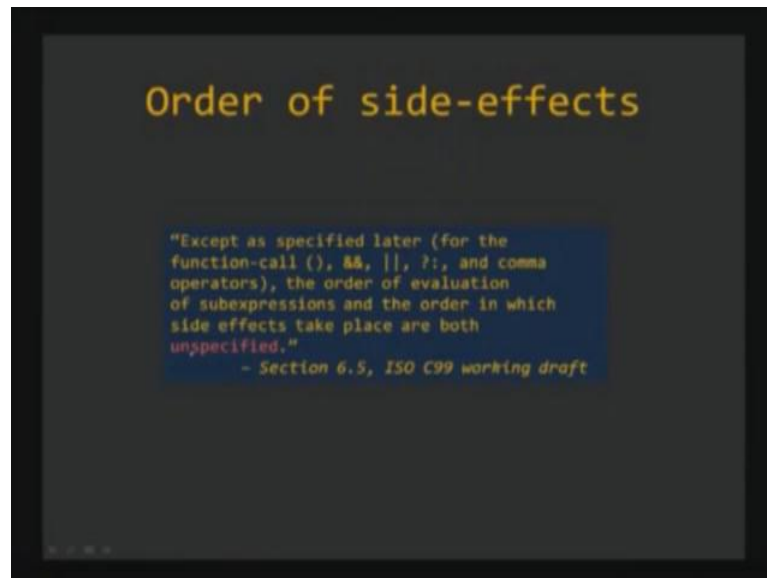 Order of side-effects
"Except as specified later (for the
function-call (), &&, ||, ?:, and comma
operators), the order of evaluation
of subexpressions and the order in which
side effects take place are both
unspecified."
– Section 6.5, ISO C99 working draft